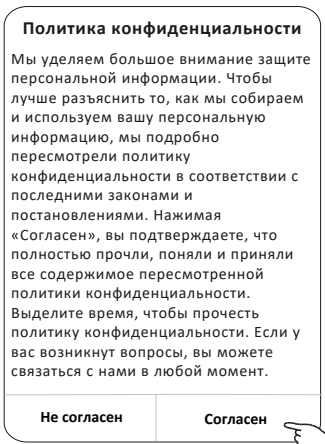 Политика конфиденциальности
Мы уделяем большое внимание защите
персональной информации. Чтобы
лучше разъяснить то, как мы собираем
и используем вашу персональную
информацию, мы подробно
пересмотрели политику
конфиденциальности в соответствии с
последними законами и
постановлениями. Нажимая
«Согласен», вы подтверждаете, что
полностью прочли, поняли и приняли
все содержимое пересмотренной
политики конфиденциальности.
Выделите время, чтобы прочесть
политику конфиденциальности. Если у
вас возникнут вопросы, вы можете
связаться с нами в любой момент.
Не согласен
Согласен